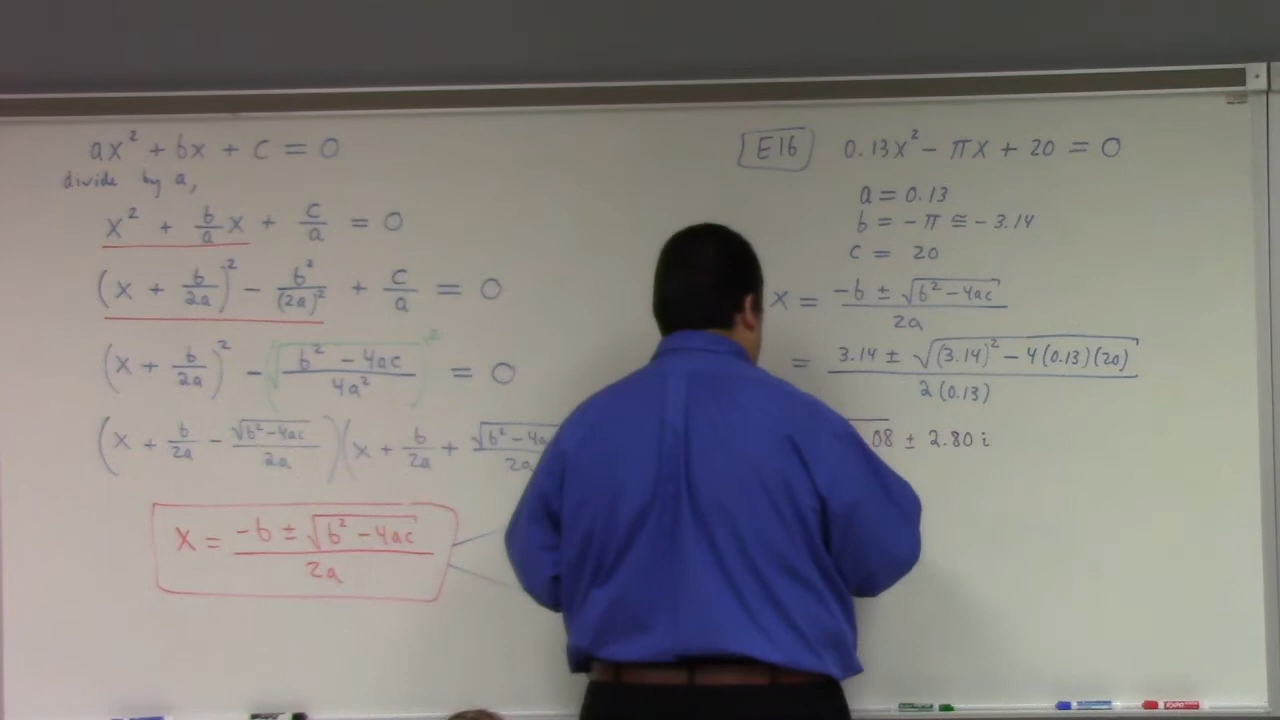 ax² + bx + c = 0
divide by a,
x² + b/a x + c/a = 0
(x + b/2a)² - b²/(2a)² + c/a = 0
(x + b/2a)² - (√(b² - 4ac)/4a²)² = 0
(x + b/2a - √(b² - 4ac)/2a)(x + b/2a + √(b² - 4a
x = -b ± √(b² - 4ac)/2a
E16 0.13x² - πx + 20 = 0
a = 0.13
b = -π ≅ -3.14
c = 20
x = -b ± √(b² - 4ac)/2a
= 3.14 ± √((3.14)² - 4(0.13)(20))/2(0.13)
08 ± 2.80 i